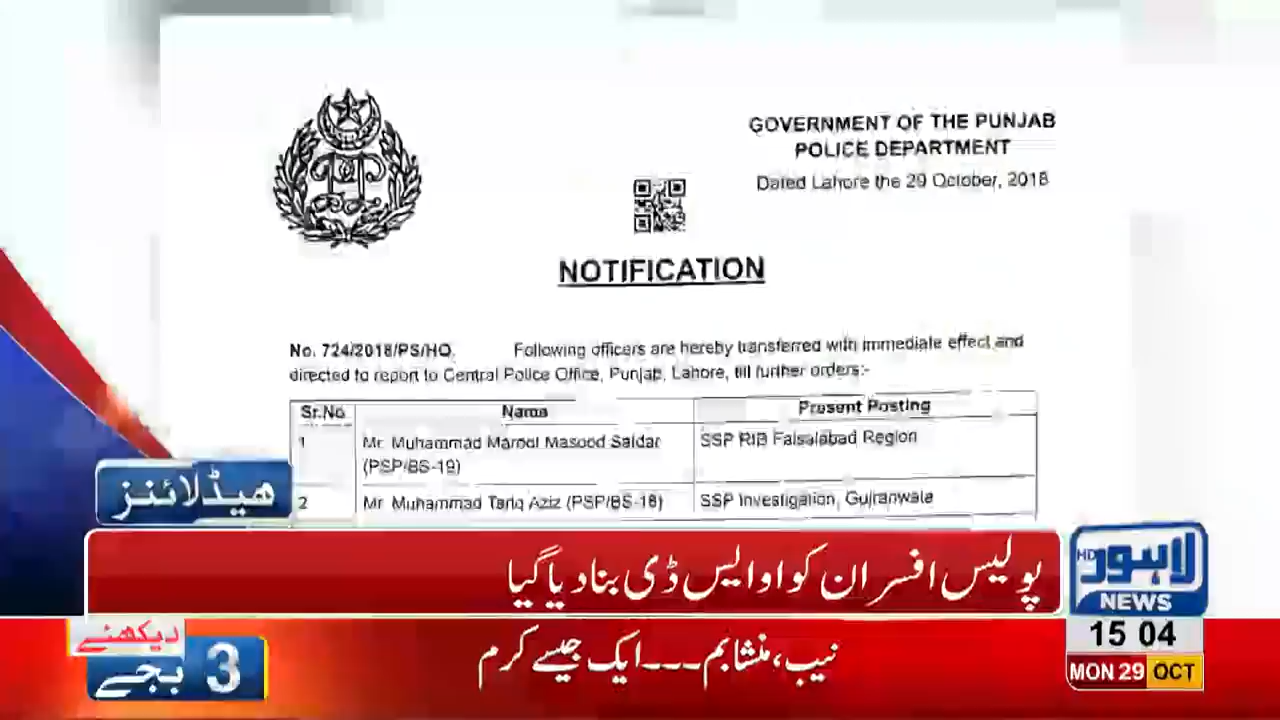 GOVERNMENT OF THE PUNJAB
POLICE DEPARTMENT
Dated Lahore the 29 October, 2018
NOTIFICATION
No. 724/2018/PS/HQ. Following officers are hereby transferred with immediate effect and
directed to report to Central Police Office, Punjab, Lahore, till further orders:-
Sr.No Name Present Posting
1 Mr. Muhammad Masood SSP RIB Faisalabad Region
(PSP/BS-19)
2 Mr. Muhammad Tariq Aziz (PSP/BS-18) SSP Investigation, Gujranwala
ہیڈلائنز
پولیس افسران کو او ایس ڈی بنا دیا گیا
HD لاہور
NEWS
دیکھئے
3 بجے
نیب، منشا بم۔۔۔ایک جیسے کرم
15 04
MON 29 OCT